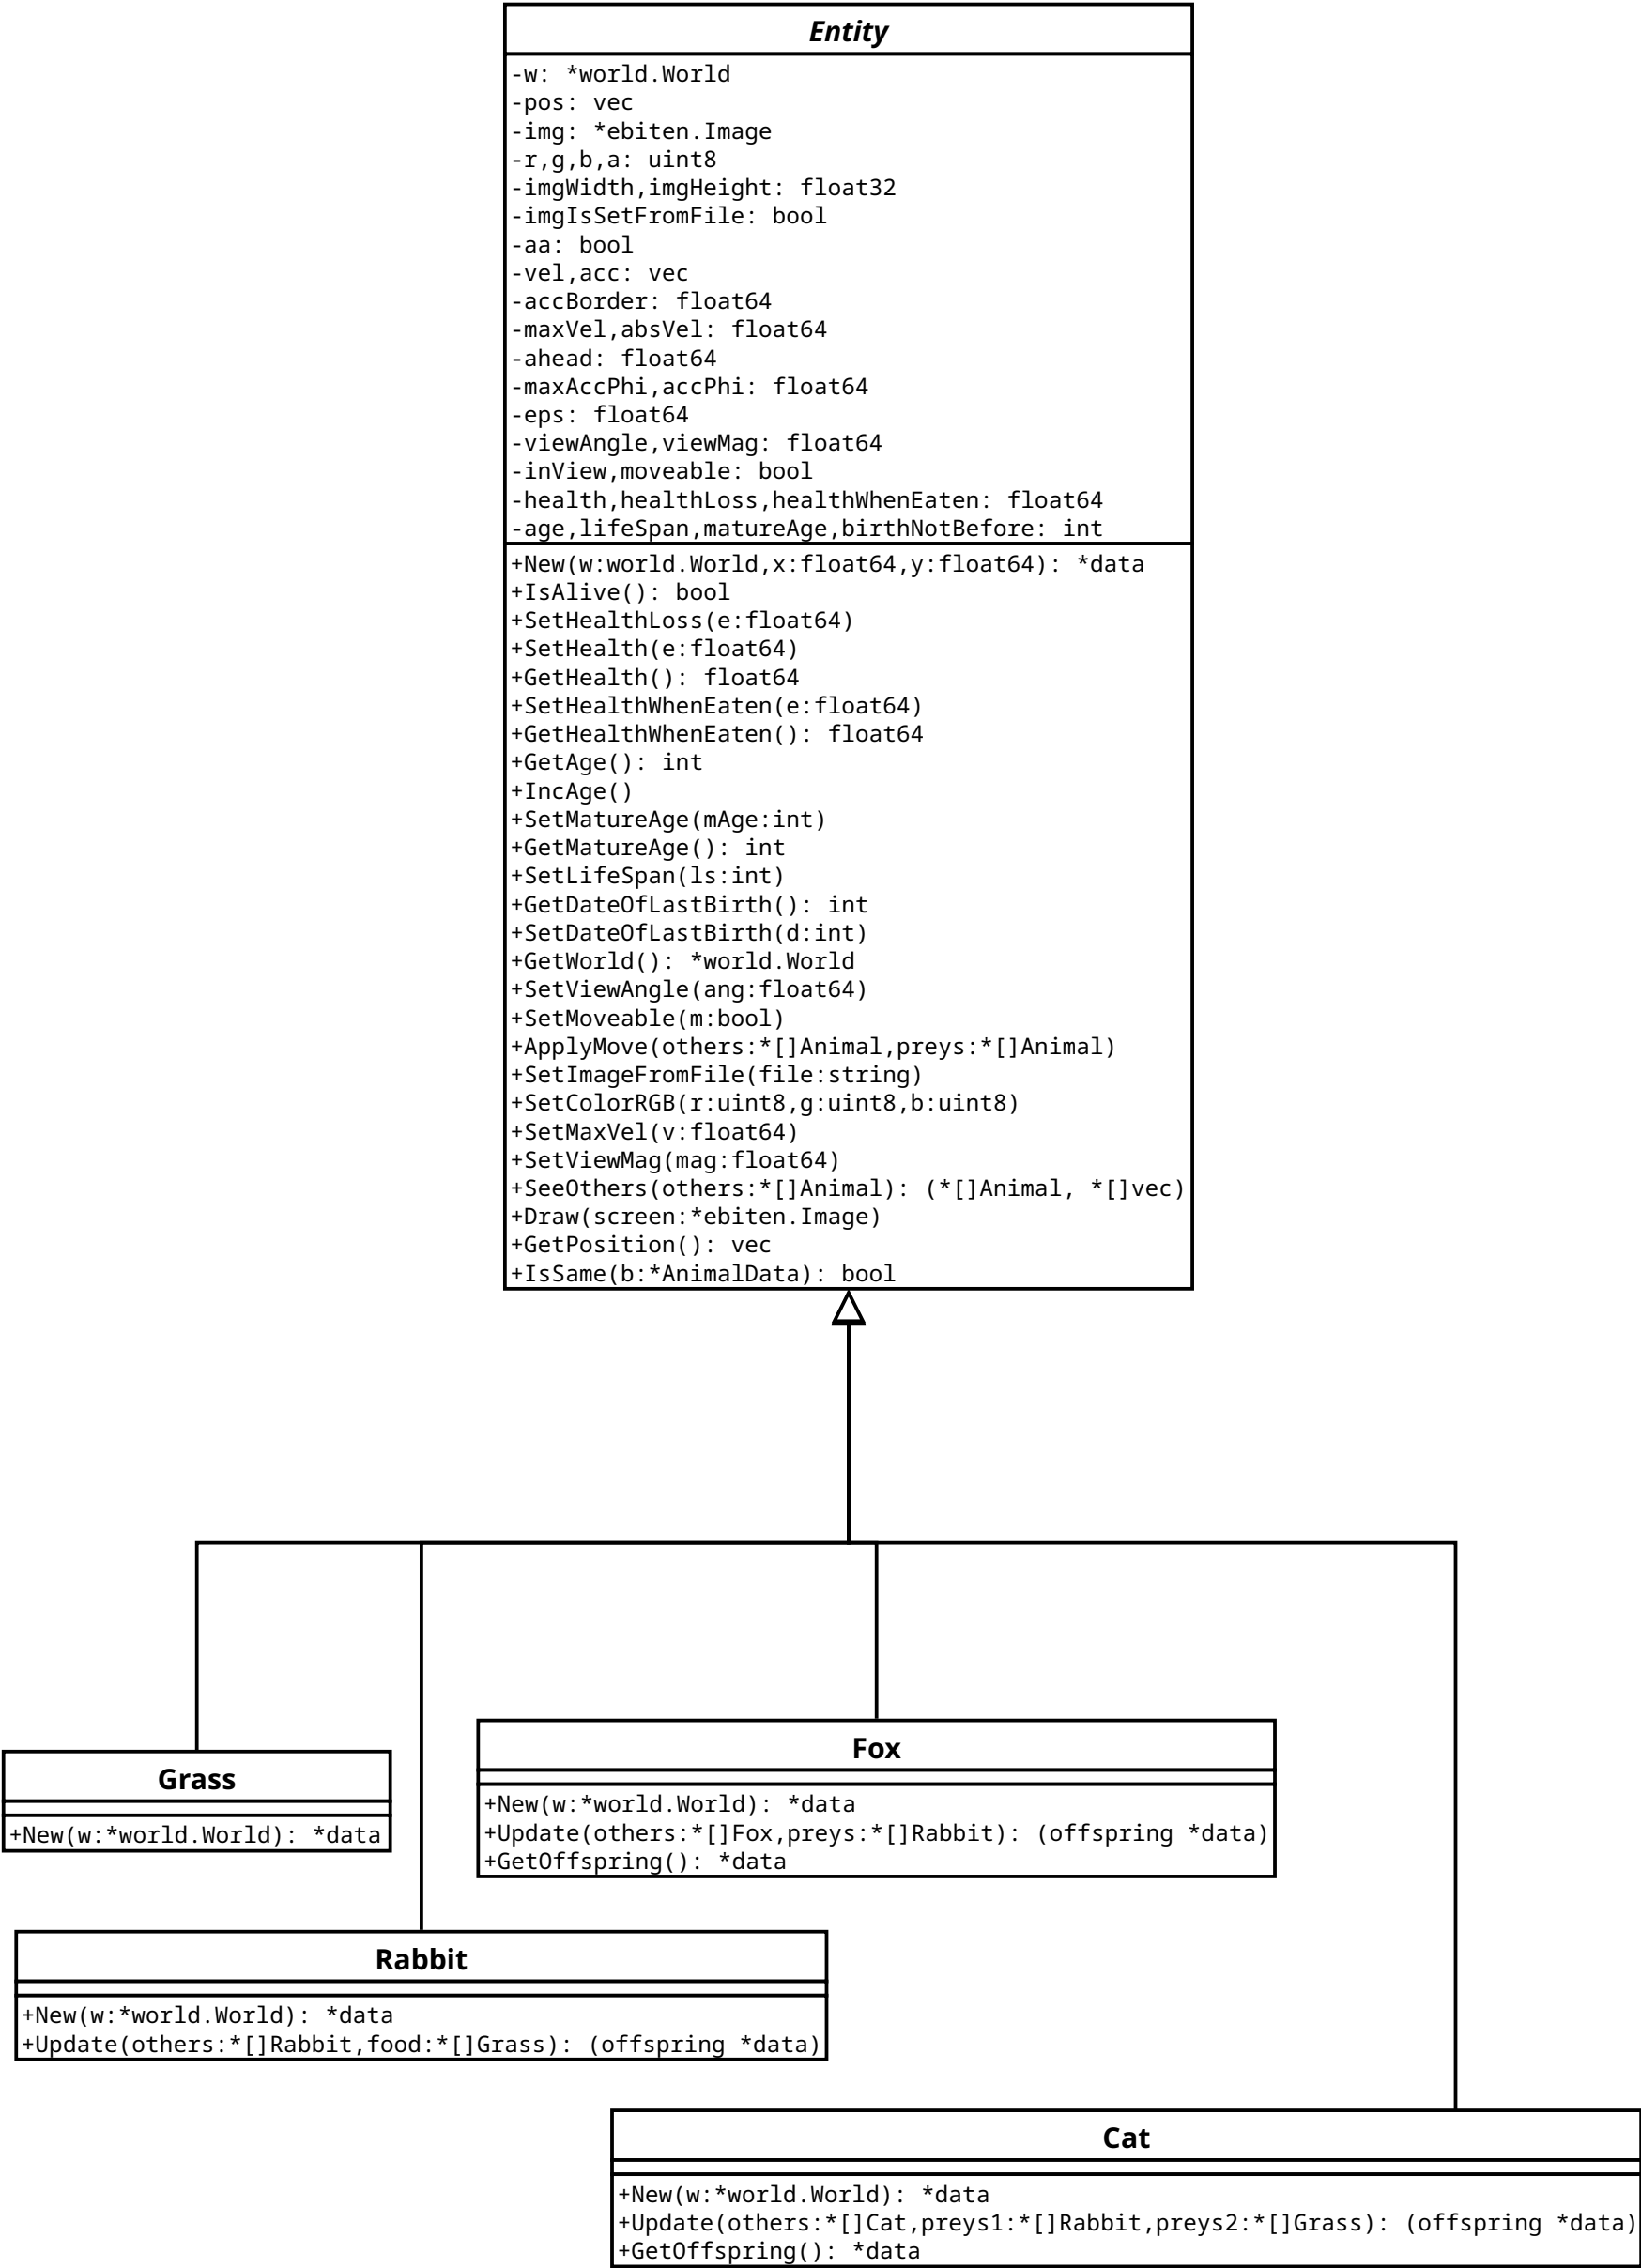 Entity
-w: *world.World
-pos: vec
-img: *ebiten.Image
-r,g,b,a: uint8
-imgWidth,imgHeight: float32
-imgIsSetFromFile: bool
-aa: bool
-vel,acc: vec
-accBorder: float64
-maxVel,absVel: float64
-ahead: float64
-maxAccPhi,accPhi: float64
-eps: float64
-viewAngle,viewMag: float64
-inView,moveable: bool
-health,healthLoss,healthWhenEaten: float64
-age,lifeSpan,matureAge,birthNotBefore: int
+New(w:world.World,x:float64,y:float64): *data
+IsAlive(): bool
+SetHealthLoss(e:float64)
+SetHealth(e:float64)
+GetHealth(): float64
+SetHealthWhenEaten(e:float64)
+GetHealthWhenEaten(): float64
+GetAge(): int
+IncAge()
+SetMatureAge(mAge:int)
+GetMatureAge(): int
+SetLifeSpan(ls:int)
+GetDateOfLastBirth(): int
+SetDateOfLastBirth(d:int)
+GetWorld(): *world.World
+SetViewAngle(ang:float64)
+SetMoveable(m:bool)
+ApplyMove(others:*[]Animal,preys:*[]Animal)
+SetImageFromFile(file:string)
+SetColorRGB(r:uint8,g:uint8,b:uint8)
+SetMaxVel(v:float64)
+SetViewMag(mag:float64)
+SeeOthers(others:*[]Animal): (*[]Animal, *[]vec)
+Draw(screen:*ebiten.Image)
+GetPosition(): vec
+IsSame(b:*AnimalData): bool
Fox
+New(w:*world.World): *data
+Update(others:*[]Fox,preys:*[]Rabbit): (offspring *data)
+GetOffspring(): *data
Grass
+New(w:*world.World): *data
Rabbit
+New(w:*world.World): *data
+Update(others:*[]Rabbit,food:*[]Grass): (offspring *data)
Cat
+New(w:*world.World): *data
+Update(others:*[]Cat,preys1:*[]Rabbit,preys2:*[]Grass): (offspring *data)
+GetOffspring(): *data